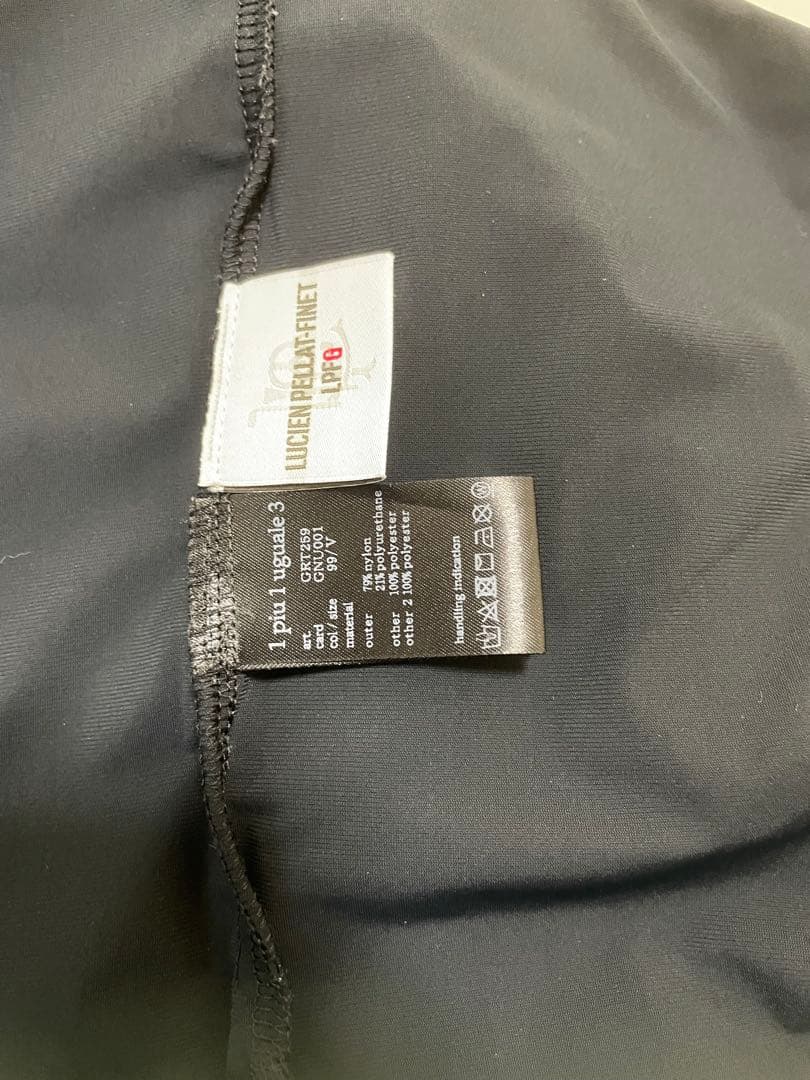 LUCIEN PELLAT-FINET
LPFG
1 piu 1 uguale 3
art GRT259
card GNU001
col / size 99/V
material
outer 79% nylon
21% polyurethane
other 100% polyester
other 2 100% polyester
handling indication